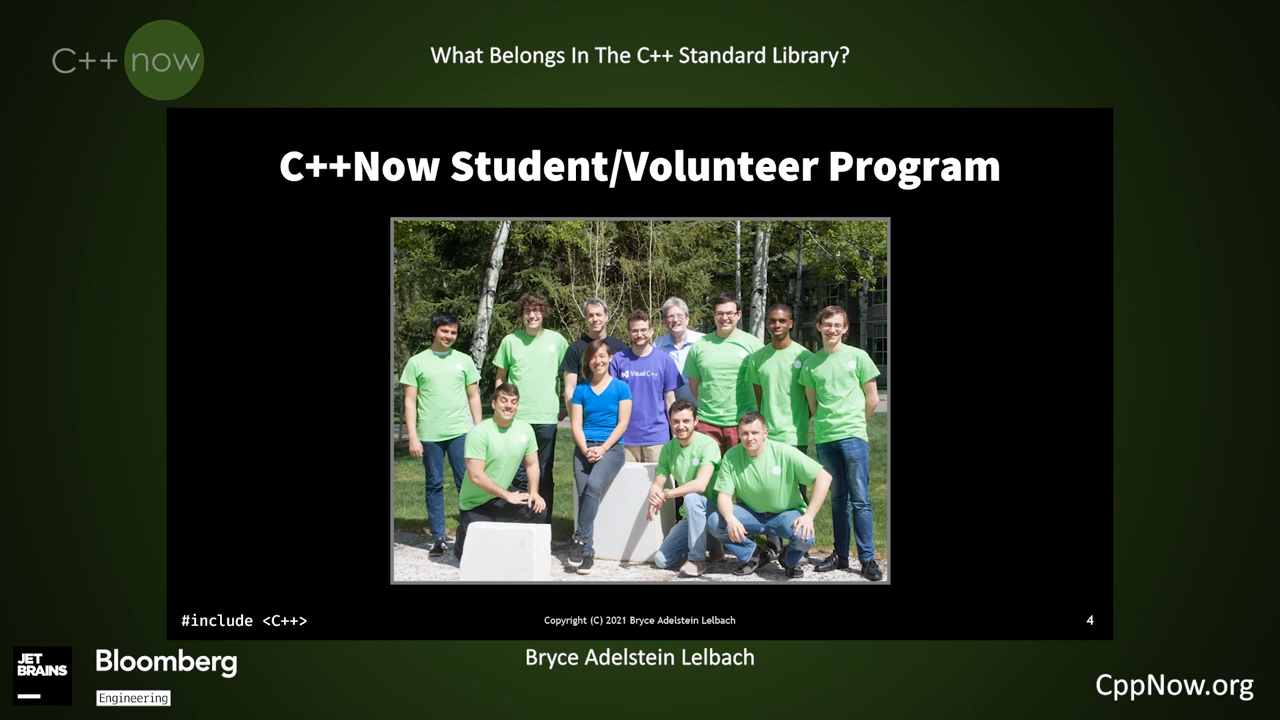 C++ now
What Belongs In The C++ Standard Library?
C++Now Student/Volunteer Program
Visual C++
#include <C++>
Copyright (C) 2021 Bryce Adelstein Lelbach
4
JET
BRAINS
Bloomberg
Engineering
Bryce Adelstein Lelbach
CppNow.org